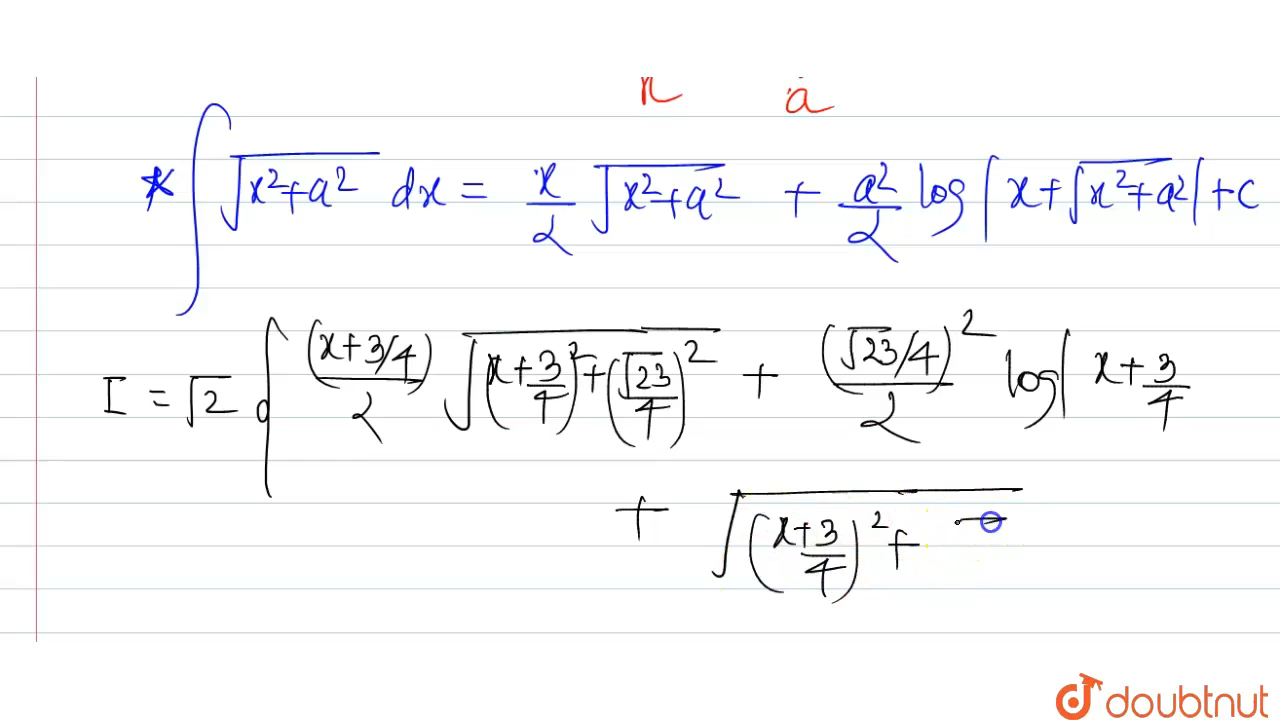 x a
* ∫ √(x²+a²) dx = x/2 √(x²+a²) + a²/2 log|x+√(x²+a²)| + c
I = √2 [ (x+3/4)/2 √((x+3/4)²+(√23/4)²) + (√23/4)²/2 log| x+3/4
+ √((x+3/4)² +
doubtnut